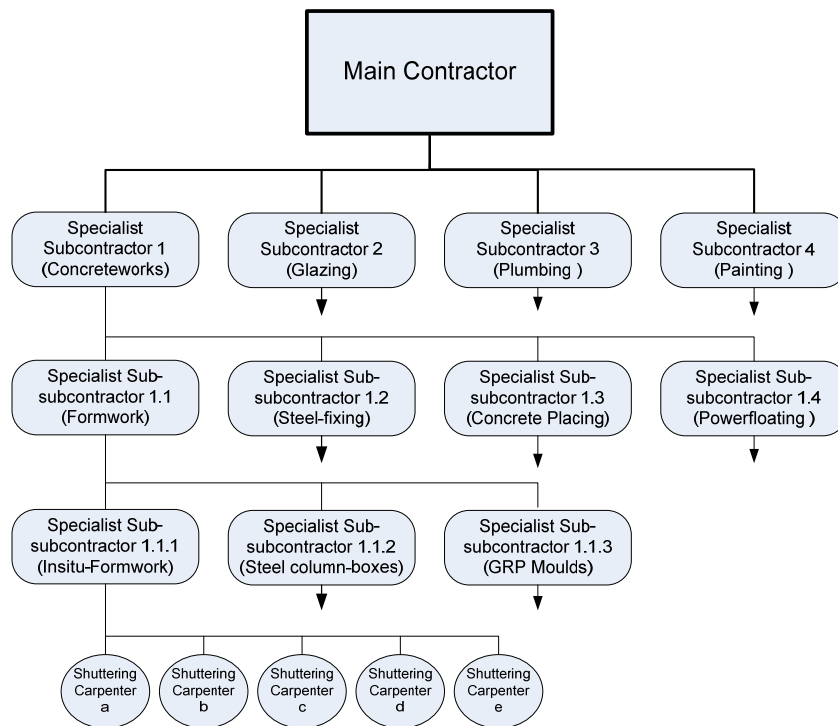 Main Contractor
Specialist
Subcontractor 1
(Concreteworks)
Specialist
Subcontractor 2
(Glazing)
Specialist
Subcontractor 3
(Plumbing )
Specialist
Subcontractor 4
(Painting )
Specialist Sub-
subcontractor 1.1
(Formwork)
Specialist Sub-
subcontractor 1.2
(Steel-fixing)
Specialist Sub-
subcontractor 1.3
(Concrete Placing)
Specialist Sub-
subcontractor 1.4
(Powerfloating )
Specialist Sub-
subcontractor 1.1.1
(Insitu-Formwork)
Specialist Sub-
subcontractor 1.1.2
(Steel column-boxes)
Specialist Sub-
subcontractor 1.1.3
(GRP Moulds)
Shuttering
Carpenter
a
Shuttering
Carpenter
b
Shuttering
Carpenter
c
Shuttering
Carpenter
d
Shuttering
Carpenter
e